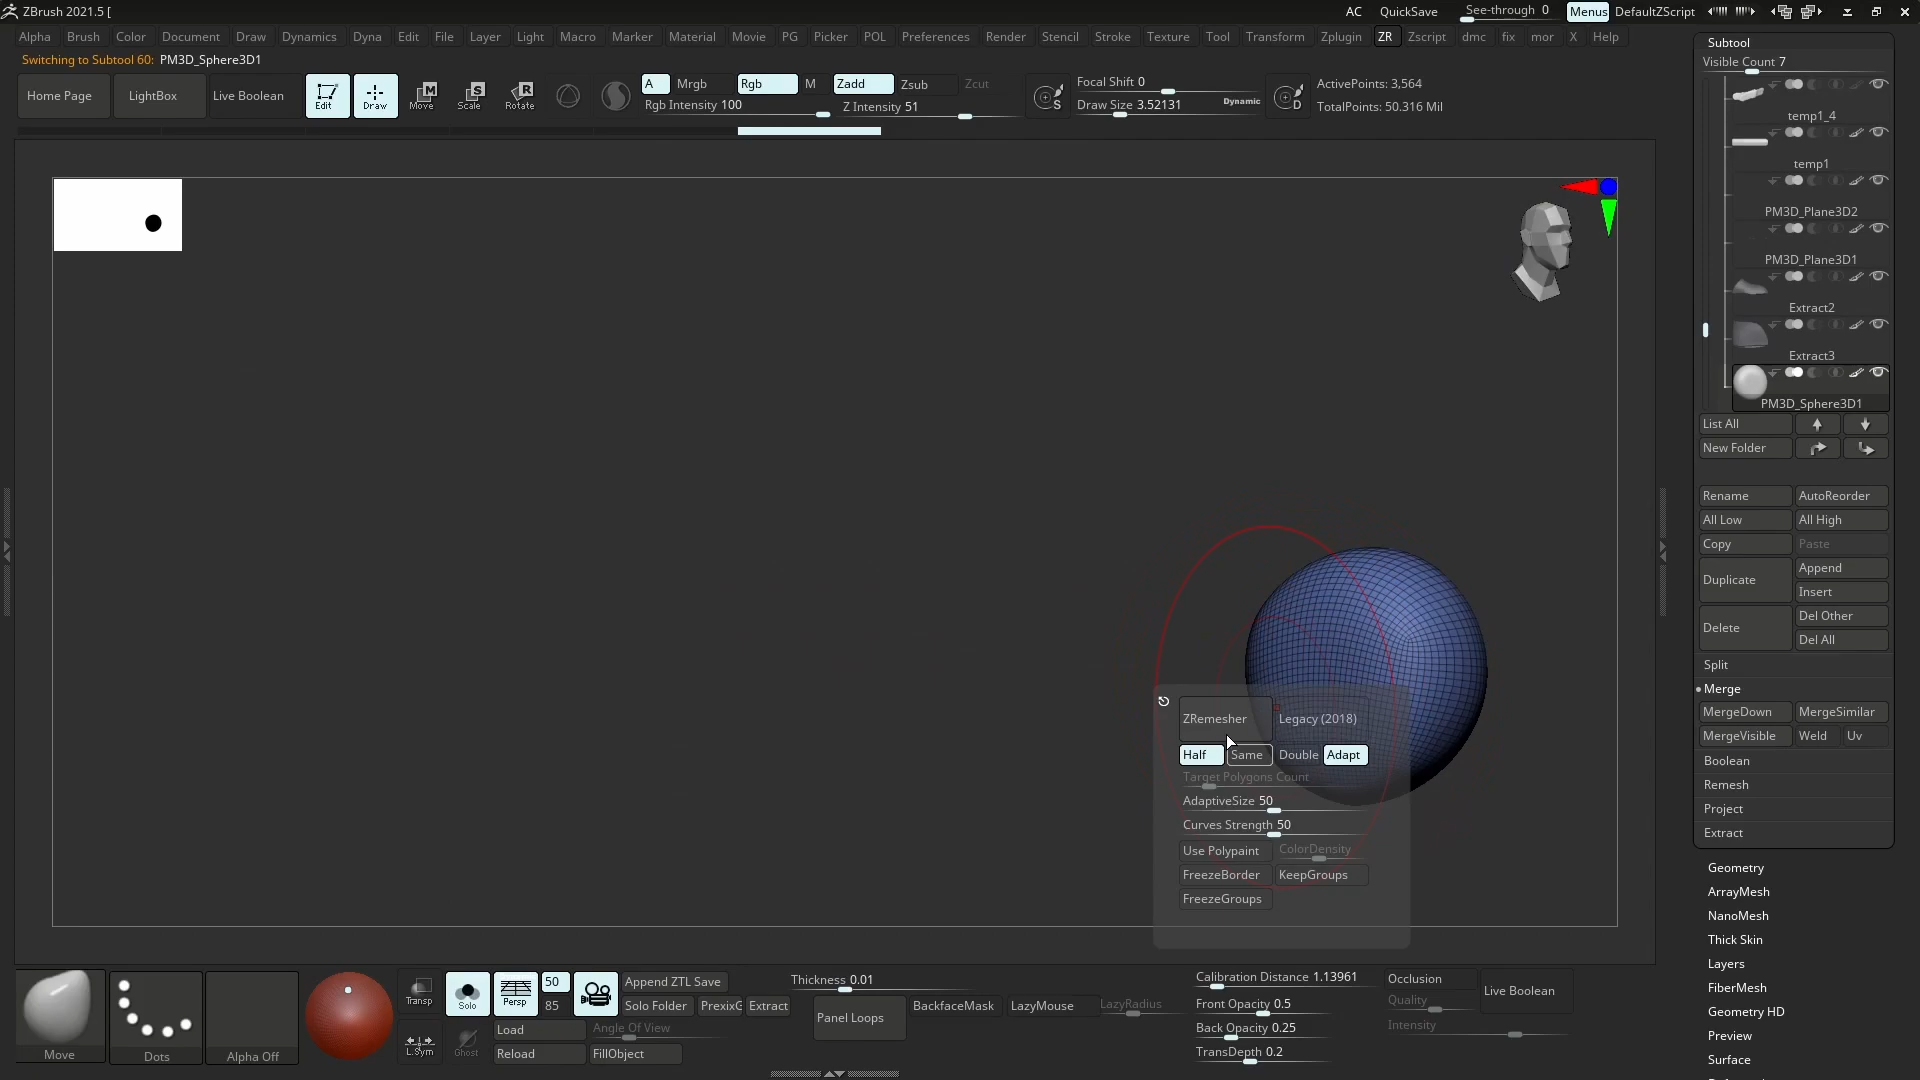 ZBrush 2021.5 [
AC QuickSave See-through 0 Menus DefaultZScript
Alpha Brush Color Document Draw Dynamics Dyna Edit File Layer Light Macro Marker Material Movie PG Picker POL Preferences Render Stencil Stroke Texture Tool Transform Zplugin ZR Zscript dmc fix mor X Help
Switching to Subtool 60: PM3D_Sphere3D1
Home Page LightBox Live Boolean Edit Draw Move Scale Rotate
A Mrgb Rgb M Zadd Zsub Zcut
Rgb Intensity 100 Z Intensity 51
Focal Shift 0
Draw Size 3.52131 Dynamic
S D
ActivePoints: 3,564
TotalPoints: 50.316 Mil
Subtool
Visible Count 7
temp1_4
temp1
PM3D_Plane3D2
PM3D_Plane3D1
Extract2
Extract3
PM3D_Sphere3D1
List All
New Folder
Rename AutoReorder
All Low All High
Copy Paste
Duplicate Append
Insert
Delete Del Other
Del All
Split
Merge
MergeDown MergeSimilar
MergeVisible Weld Uv
Boolean
Remesh
Project
Extract
Geometry
ArrayMesh
NanoMesh
Thick Skin
Layers
FiberMesh
Geometry HD
Preview
Surface
ZRemesher Legacy (2018)
Half Same Double Adapt
Target Polygons Count
AdaptiveSize 50
Curves Strength 50
Use Polypaint ColorDensity
FreezeBorder KeepGroups
FreezeGroups
Move Dots Alpha Off
Transp Solo Persp 50 85
L.Sym Ghost
Append ZTL Save
Solo Folder PrexixG Extract
Load Angle Of View
Reload FillObject
Thickness 0.01
Panel Loops BackfaceMask LazyMouse LazyRadius
Calibration Distance 1.13961
Front Opacity 0.5
Back Opacity 0.25
TransDepth 0.2
Occlusion
Quality
Intensity
Live Boolean